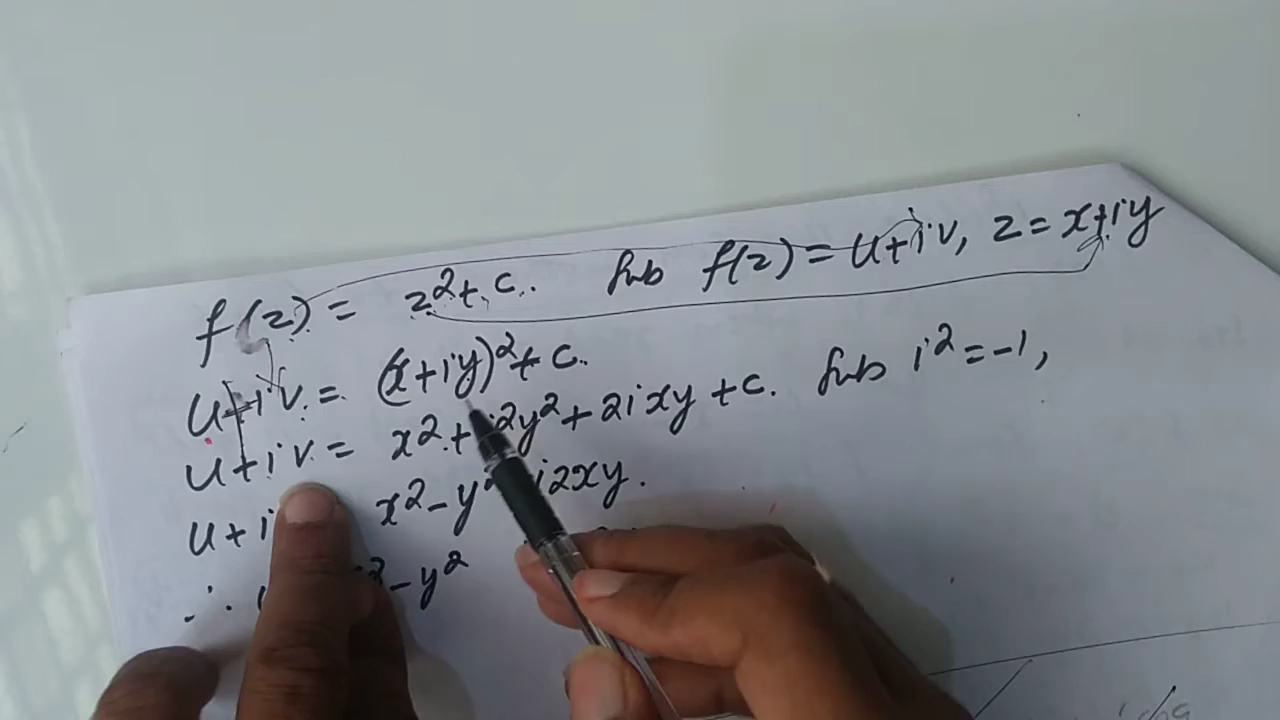 f(z) = z²+ c. Sub f(z) = u+iv, z = x+iy
u+iv = (x+iy)²+ c.
u+iv = x²+i²y²+2ixy+c. Sub i²=-1,
u+i x²-y² i2xy.
∴ -y²